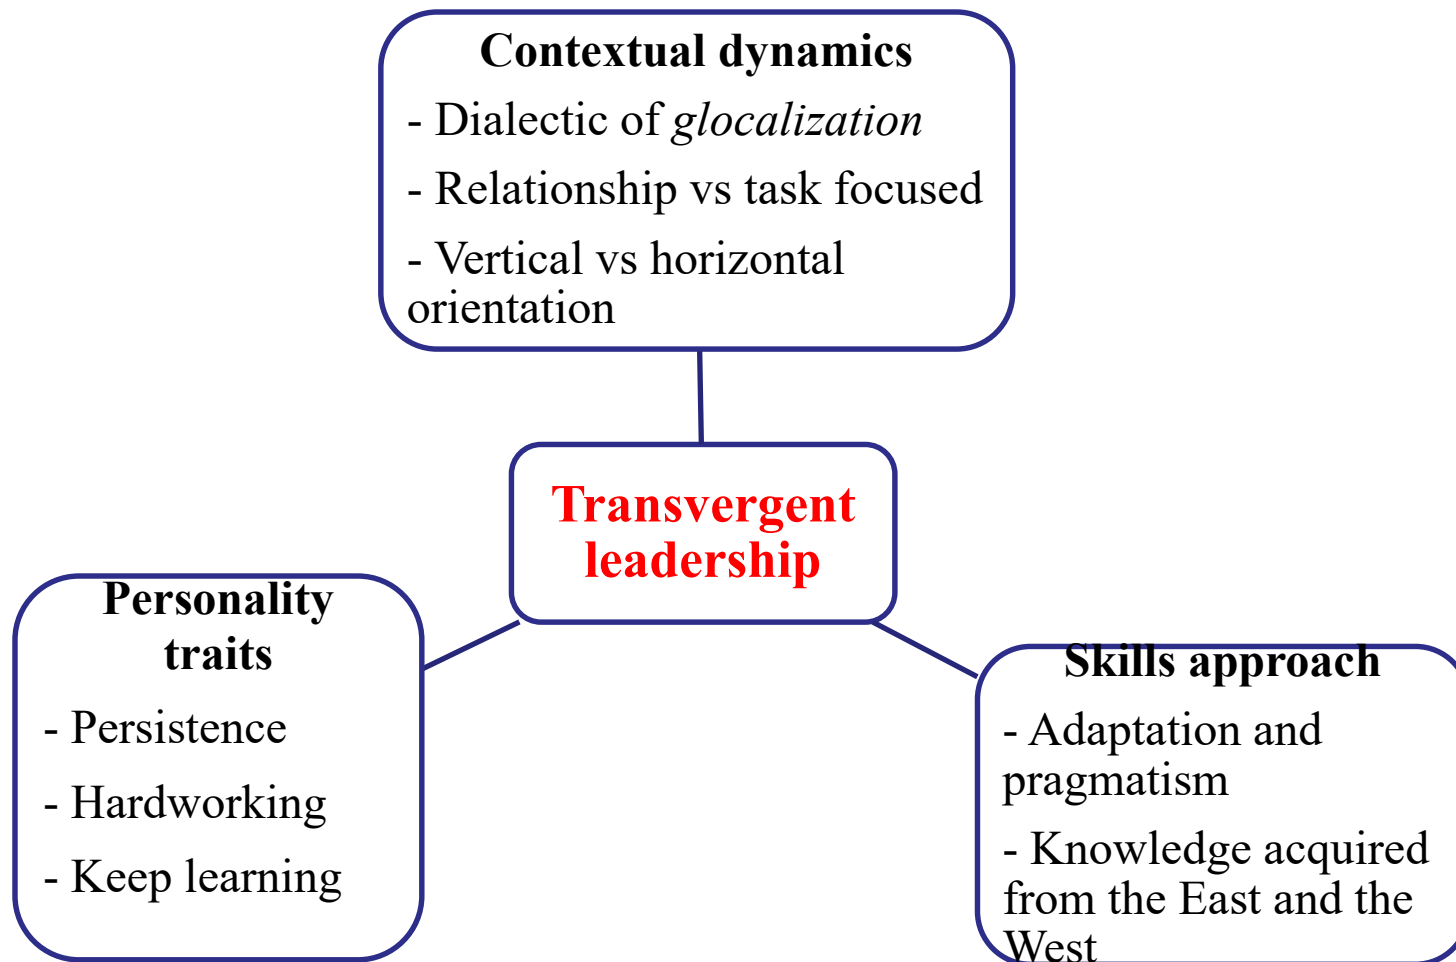 Contextual dynamics
- Dialectic of glocalization
- Relationship vs task focused
- Vertical vs horizontal
orientation
Transvergent
leadership
Personality
traits
- Persistence
- Hardworking
- Keep learning
Skills approach
- Adaptation and
pragmatism
- Knowledge acquired
from the East and the
West